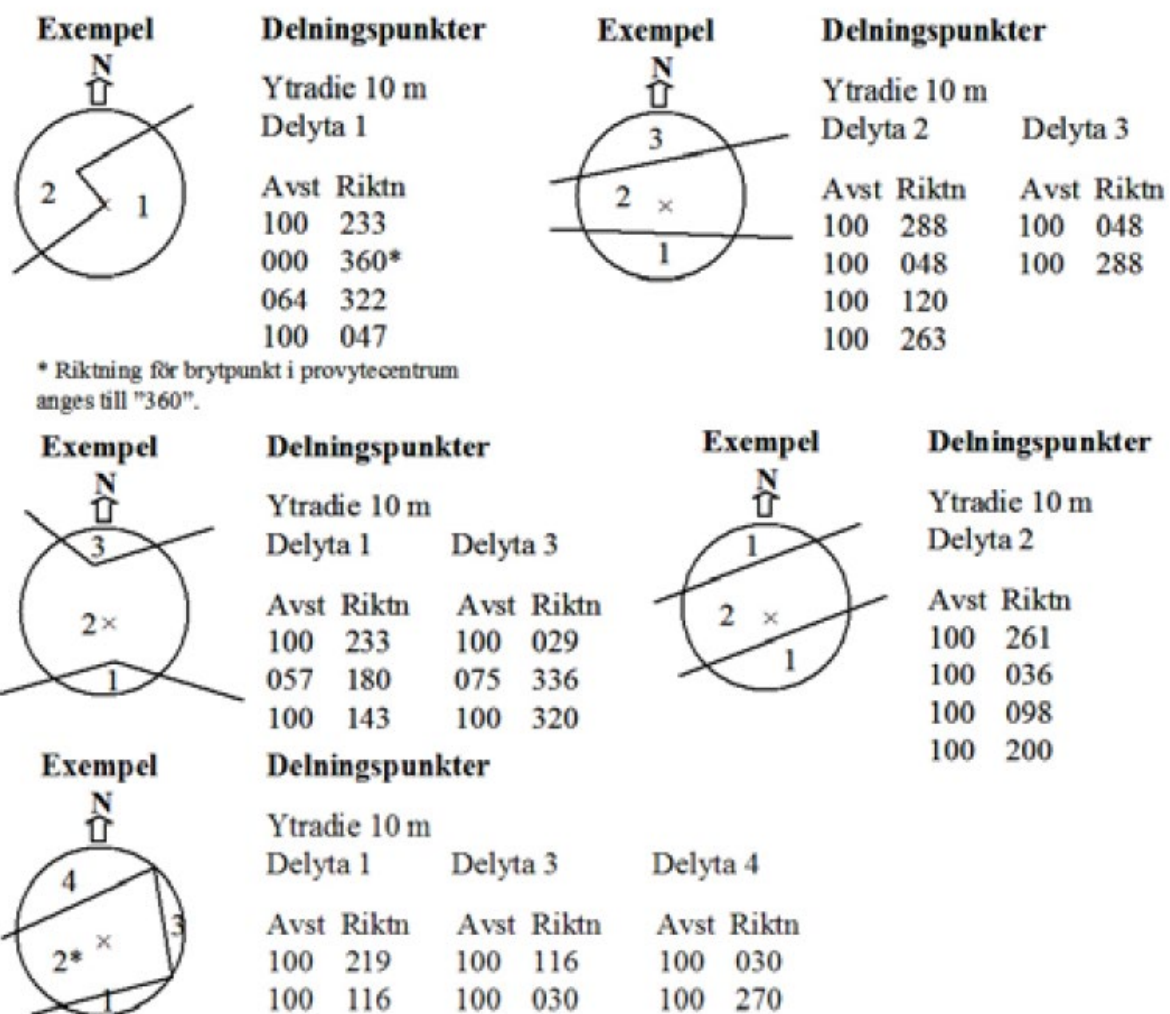 Exempel
N
2
1
Delningspunkter
Ytradie 10 m
Delyta 1
Avst Riktn
100 233
000 360*
064 322
100 047
* Riktning för brytpunkt i provytecentrum
anges till ”360”.
Exempel
N
3
2
1
Delningspunkter
Ytradie 10 m
Delyta 2 Delyta 3
Avst Riktn Avst Riktn
100 288 100 048
100 048 100 288
100 120
100 263
Exempel
N
3
2
1
Delningspunkter
Ytradie 10 m
Delyta 1 Delyta 3
Avst Riktn Avst Riktn
100 233 100 029
057 180 075 336
100 143 100 320
Exempel
N
1
2
1
Delningspunkter
Ytradie 10 m
Delyta 2
Avst Riktn
100 261
100 036
100 098
100 200
Exempel
N
4
3
2*
1
Delningspunkter
Ytradie 10 m
Delyta 1 Delyta 3 Delyta 4
Avst Riktn Avst Riktn Avst Riktn
100 219 100 116 100 030
100 116 100 030 100 270